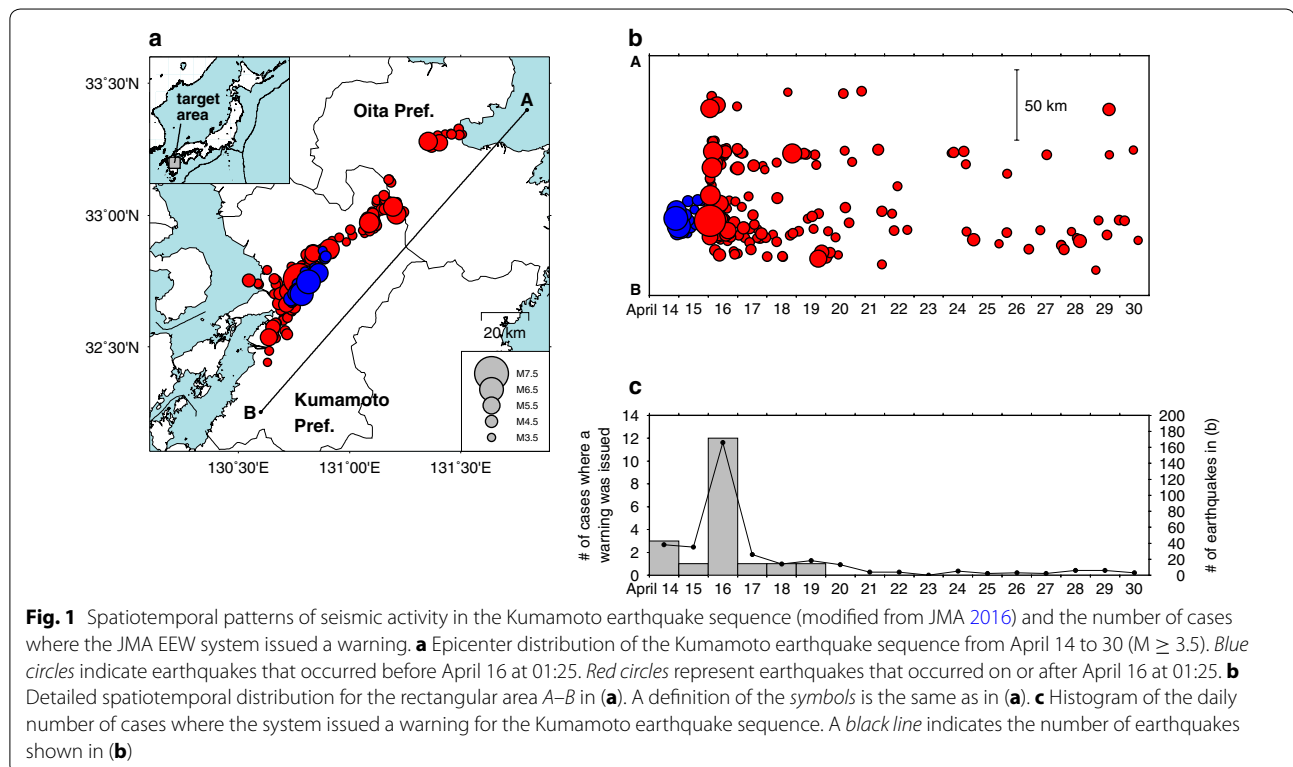 a
33˚30'N
33˚00'N
32˚30'N
130˚30'E
131˚00'E
131˚30'E
target
area
Oita Pref.
A
B
Kumamoto
Pref.
20 km
M7.5
M6.5
M5.5
M4.5
M3.5
b
A
50 km
B
April 14 15 16 17 18 19 20 21 22 23 24 25 26 27 28 29 30
c
# of cases where a
warning was issued
14
12
10
8
6
4
2
0
200
180
160
140
120
100
80
60
40
20
0
# of earthquakes in (b)
April 14 15 16 17 18 19 20 21 22 23 24 25 26 27 28 29 30
Fig. 1 Spatiotemporal patterns of seismic activity in the Kumamoto earthquake sequence (modified from JMA 2016) and the number of cases
where the JMA EEW system issued a warning. a Epicenter distribution of the Kumamoto earthquake sequence from April 14 to 30 (M ≥ 3.5). Blue
circles indicate earthquakes that occurred before April 16 at 01:25. Red circles represent earthquakes that occurred on or after April 16 at 01:25. b
Detailed spatiotemporal distribution for the rectangular area A–B in (a). A definition of the symbols is the same as in (a). c Histogram of the daily
number of cases where the system issued a warning for the Kumamoto earthquake sequence. A black line indicates the number of earthquakes
shown in (b)